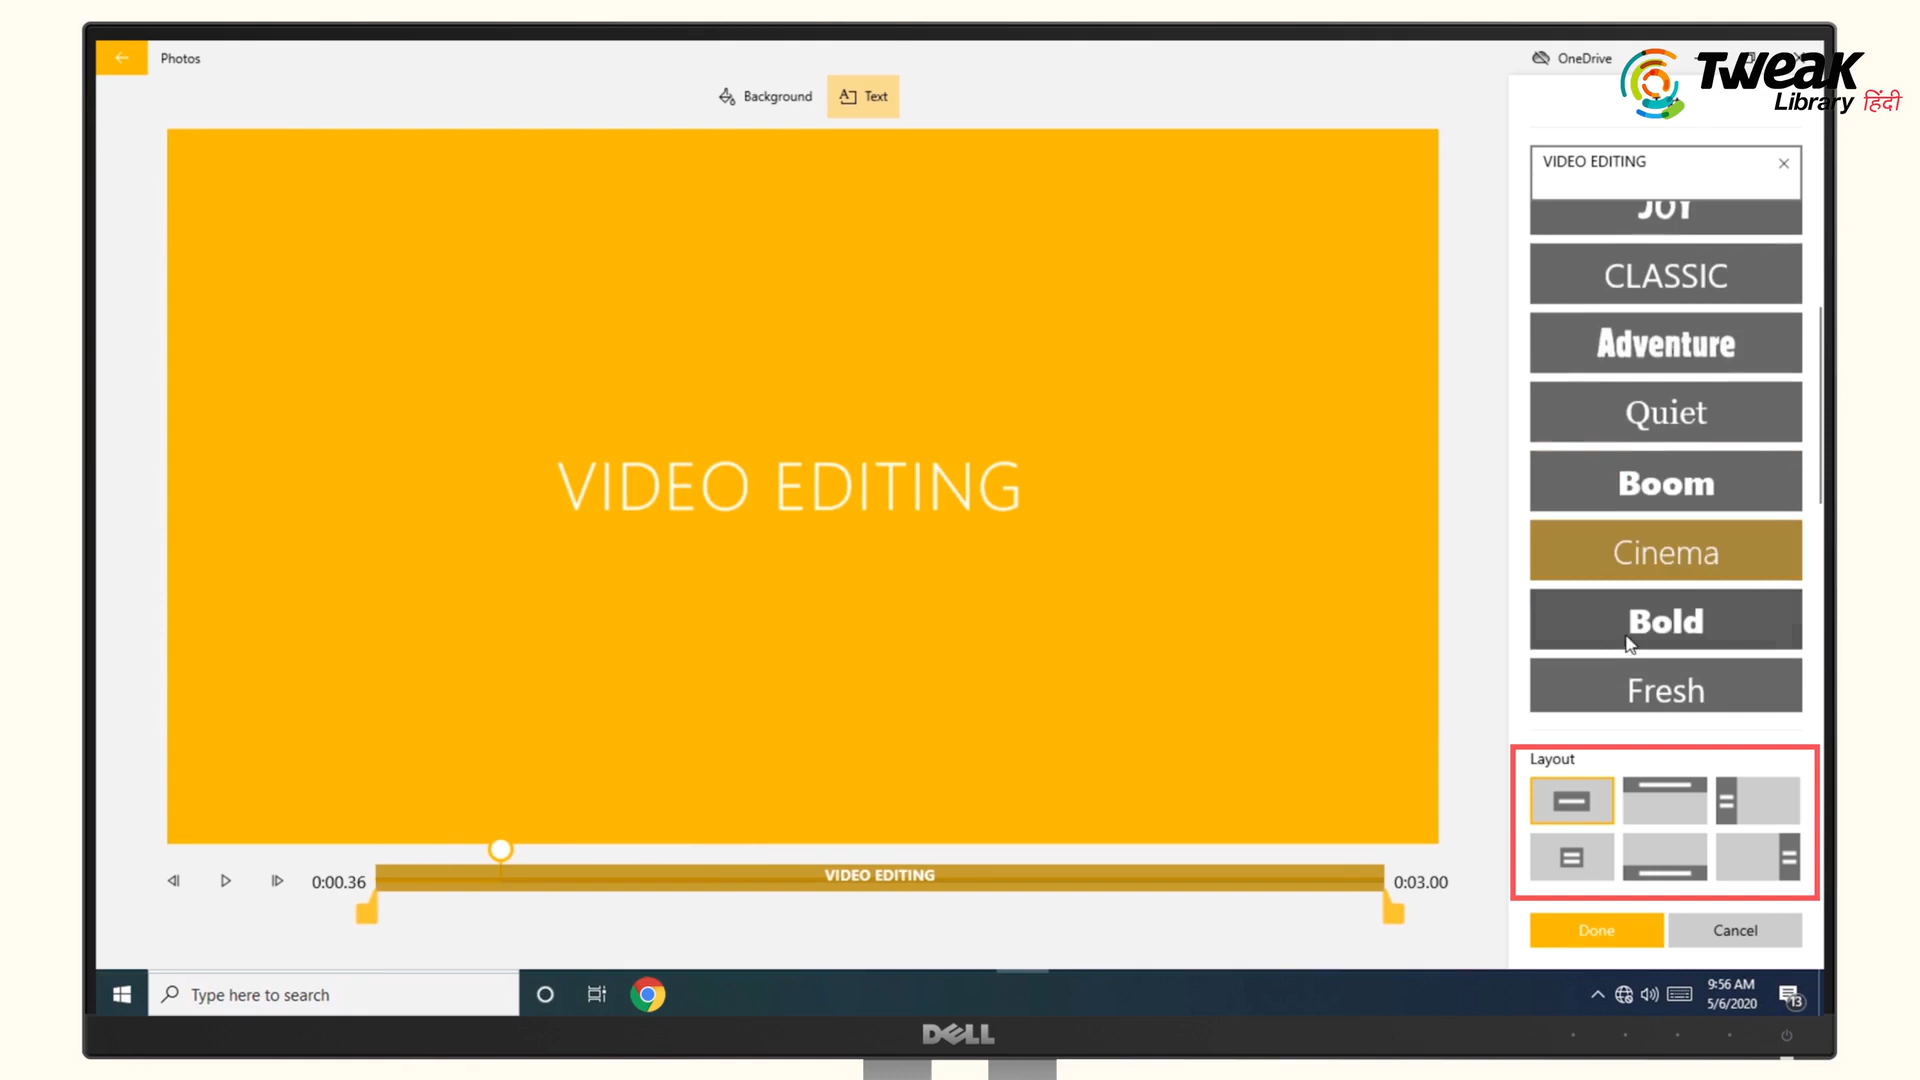 Photos
OneDrive
TWEAK
Library हिंदी
Background
Text
VIDEO EDITING
JOY
CLASSIC
Adventure
Quiet
Boom
Cinema
Bold
Fresh
VIDEO EDITING
Layout
0:00.36
VIDEO EDITING
0:03.00
Done
Cancel
Type here to search
9:56 AM
5/6/2020
13
DELL